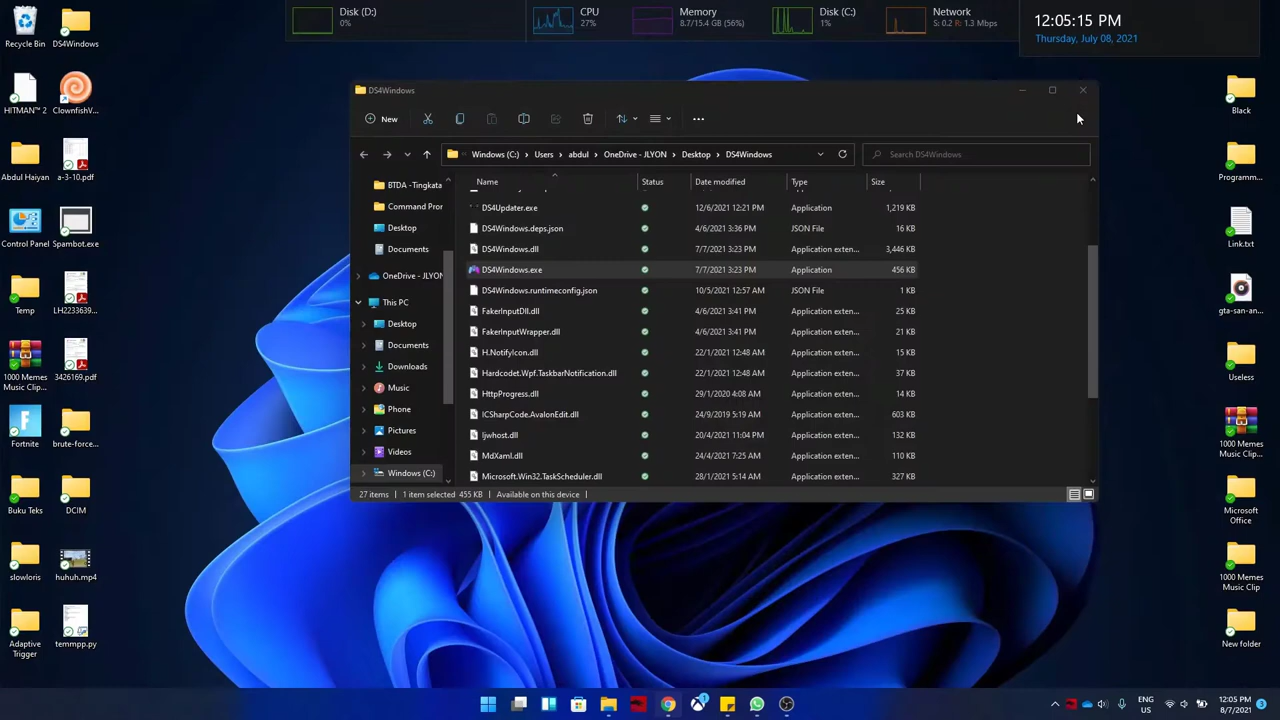 Disk (D:)
0%
CPU
27%
Memory
8.7/15.4 GB (56%)
Disk (C:)
1%
Network
S: 0.2 R: 1.3 Mbps
12:05:15 PM
Thursday, July 08, 2021
Recycle Bin
DS4Windows
HITMAN™ 2
ClownfishV...
Abdul Haiyan
a-3-10.pdf
Control Panel
Spambot.exe
Temp
LH2233639...
1000 Memes
Music Clip...
3426169.pdf
Fortnite
brute-force...
Buku Teks
DCIM
slowloris
huhuh.mp4
Adaptive
Trigger
temmpp.py
DS4Windows
New
Windows (C:)
Users
abdul
OneDrive - JLYON
Desktop
DS4Windows
Search DS4Windows
BTDA - Tingkata
Command Pror
Desktop
Documents
OneDrive - JLYON
This PC
Desktop
Documents
Downloads
Music
Phone
Pictures
Videos
Windows (C:)
Name Status Date modified Type Size
DS4Updater.exe 12/6/2021 12:21 PM Application 1,219 KB
DS4Windows.deps.json 4/6/2021 3:36 PM JSON File 16 KB
DS4Windows.dll 7/7/2021 3:23 PM Application exten... 3,446 KB
DS4Windows.exe 7/7/2021 3:23 PM Application 456 KB
DS4Windows.runtimeconfig.json 10/5/2021 12:57 AM JSON File 1 KB
FakerInputDll.dll 4/6/2021 3:41 PM Application exten... 25 KB
FakerInputWrapper.dll 4/6/2021 3:41 PM Application exten... 21 KB
H.NotifyIcon.dll 22/1/2021 12:48 AM Application exten... 15 KB
Hardcodet.Wpf.TaskbarNotification.dll 22/1/2021 12:48 AM Application exten... 37 KB
HttpProgress.dll 29/1/2020 4:08 AM Application exten... 14 KB
ICSharpCode.AvalonEdit.dll 24/9/2019 5:19 AM Application exten... 603 KB
Ijwhost.dll 20/4/2021 11:04 PM Application exten... 132 KB
MdXaml.dll 24/4/2021 7:25 AM Application exten... 110 KB
Microsoft.Win32.TaskScheduler.dll 28/1/2021 5:14 AM Application exten... 327 KB
27 items 1 item selected 455 KB Available on this device
Black
Programm...
Link.txt
gta-san-an...
Useless
1000 Memes
Music Clip...
Microsoft
Office
1000 Memes
Music Clip
New folder
1
ENG
US
12:05 PM
8/7/2021
3